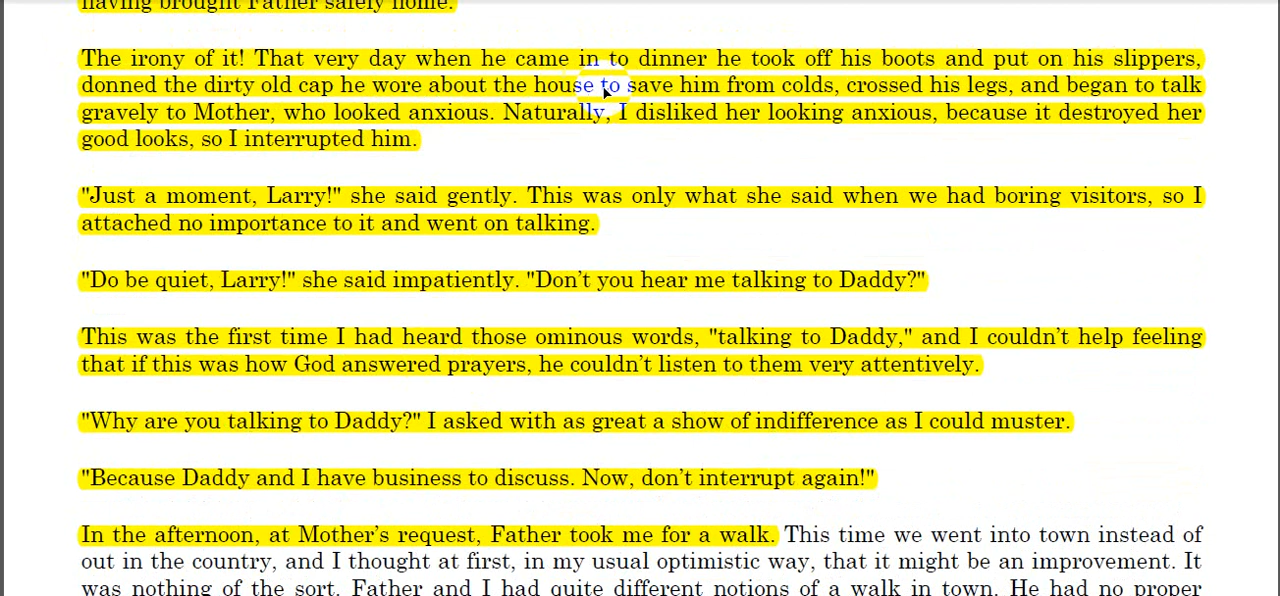 having brought Father safely home.
The irony of it! That very day when he came in to dinner he took off his boots and put on his slippers,
donned the dirty old cap he wore about the house to save him from colds, crossed his legs, and began to talk
gravely to Mother, who looked anxious. Naturally, I disliked her looking anxious, because it destroyed her
good looks, so I interrupted him.
"Just a moment, Larry!" she said gently. This was only what she said when we had boring visitors, so I
attached no importance to it and went on talking.
"Do be quiet, Larry!" she said impatiently. "Don't you hear me talking to Daddy?"
This was the first time I had heard those ominous words, "talking to Daddy," and I couldn't help feeling
that if this was how God answered prayers, he couldn't listen to them very attentively.
"Why are you talking to Daddy?" I asked with as great a show of indifference as I could muster.
"Because Daddy and I have business to discuss. Now, don't interrupt again!"
In the afternoon, at Mother's request, Father took me for a walk. This time we went into town instead of
out in the country, and I thought at first, in my usual optimistic way, that it might be an improvement. It
was nothing of the sort. Father and I had quite different notions of a walk in town. He had no proper